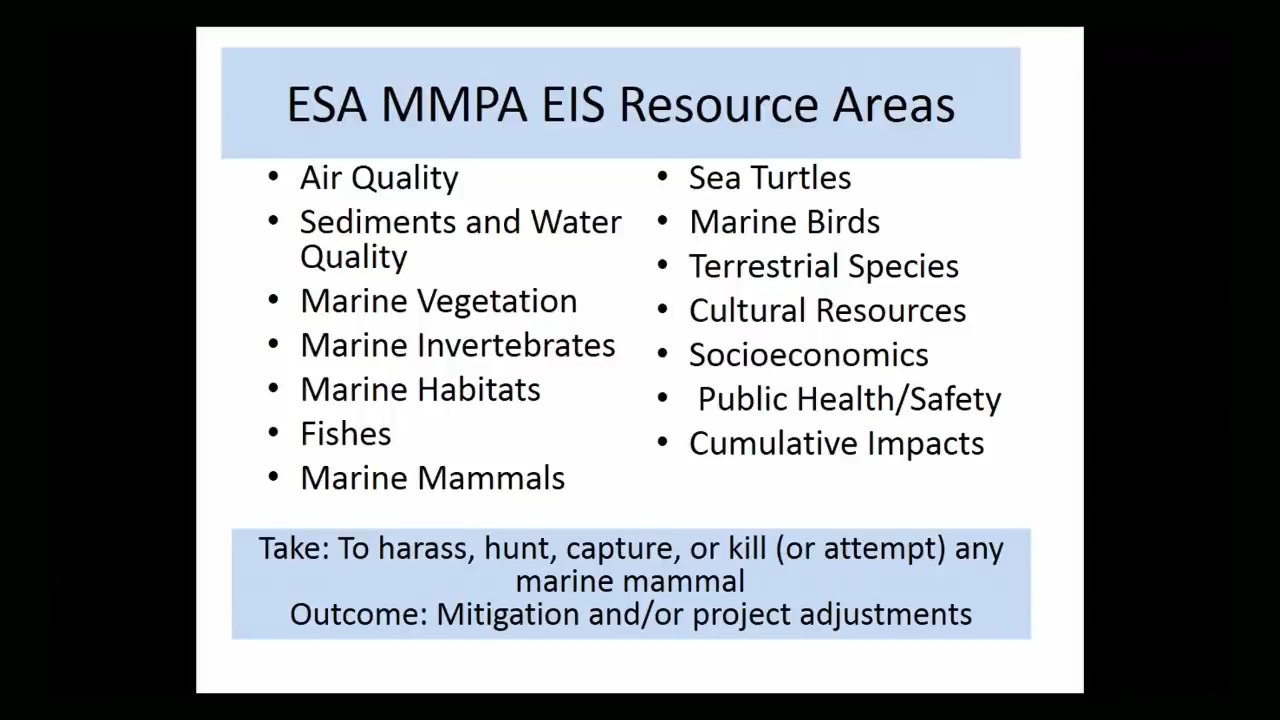 ESA MMPA EIS Resource Areas
• Air Quality
• Sediments and Water
Quality
• Marine Vegetation
• Marine Invertebrates
• Marine Habitats
• Fishes
• Marine Mammals
• Sea Turtles
• Marine Birds
• Terrestrial Species
• Cultural Resources
• Socioeconomics
• Public Health/Safety
• Cumulative Impacts
Take: To harass, hunt, capture, or kill (or attempt) any
marine mammal
Outcome: Mitigation and/or project adjustments